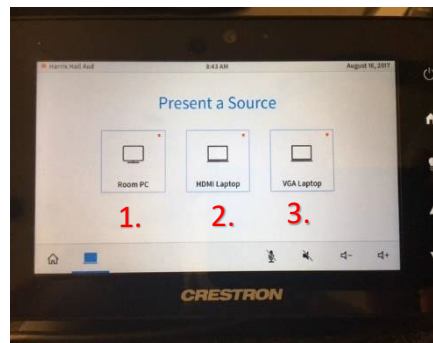 Harris Hall Aud 8:43 AM August 16, 2017
Present a Source
Room PC HDMI Laptop VGA Laptop
1. 2. 3.
CRESTRON